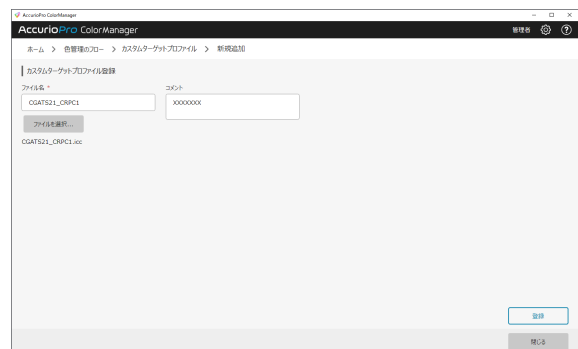 AccurioPro ColorManager
AccurioPro ColorManager 管理者
ホーム > 色管理のフロー > カスタムターゲットプロファイル > 新規追加
カスタムターゲットプロファイル登録
ファイル名 * コメント
CGATS21_CRPC1 XXXXXXX
ファイルを選択...
CGATS21_CRPC1.icc
登録
閉じる